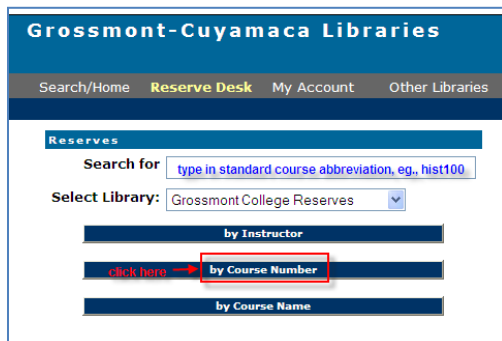 Grossmont-Cuyamaca Libraries
Search/Home Reserve Desk My Account Other Libraries
Reserves
Search for type in standard course abbreviation, eg., hist100
Select Library: Grossmont College Reserves
by Instructor
click here by Course Number
by Course Name